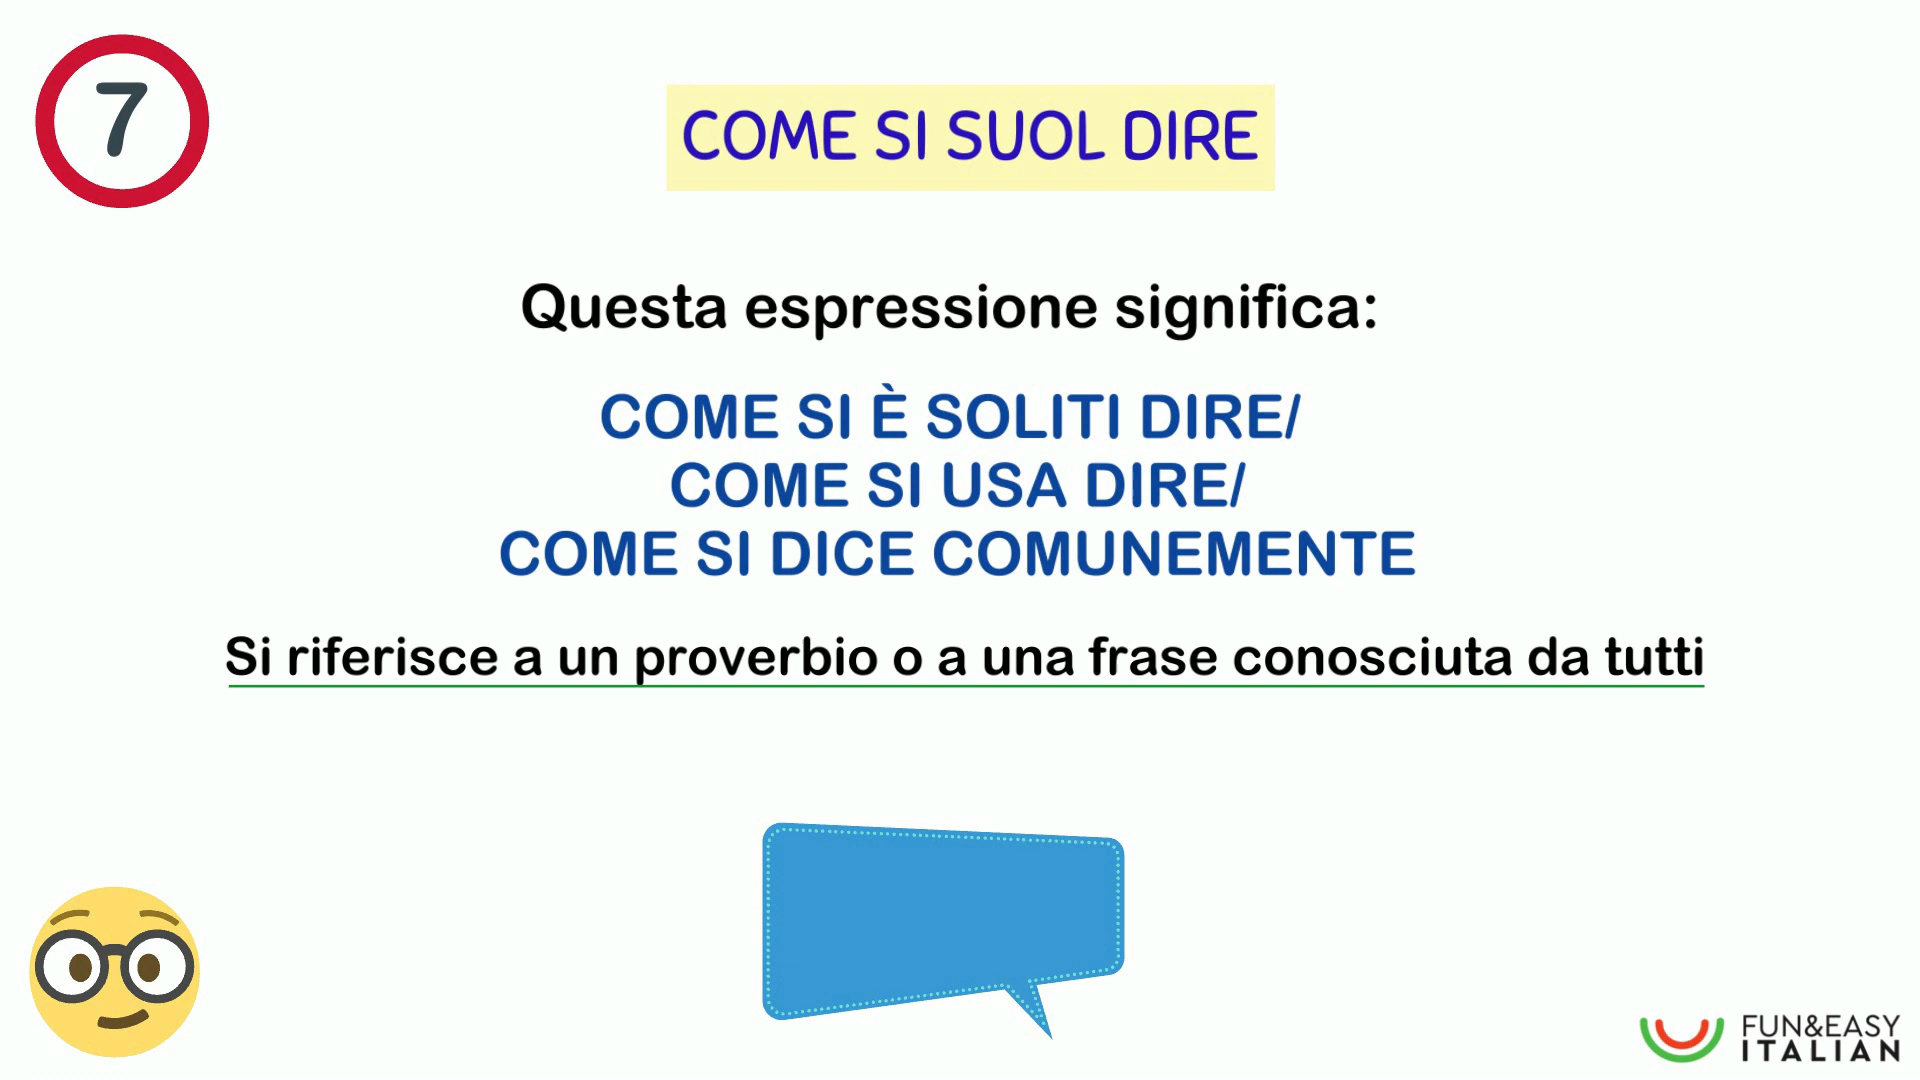 7
COME SI SUOL DIRE
Questa espressione significa:
COME SI È SOLITI DIRE/
COME SI USA DIRE/
COME SI DICE COMUNEMENTE
Si riferisce a un proverbio o a una frase conosciuta da tutti
FUN&EASY
ITALIAN